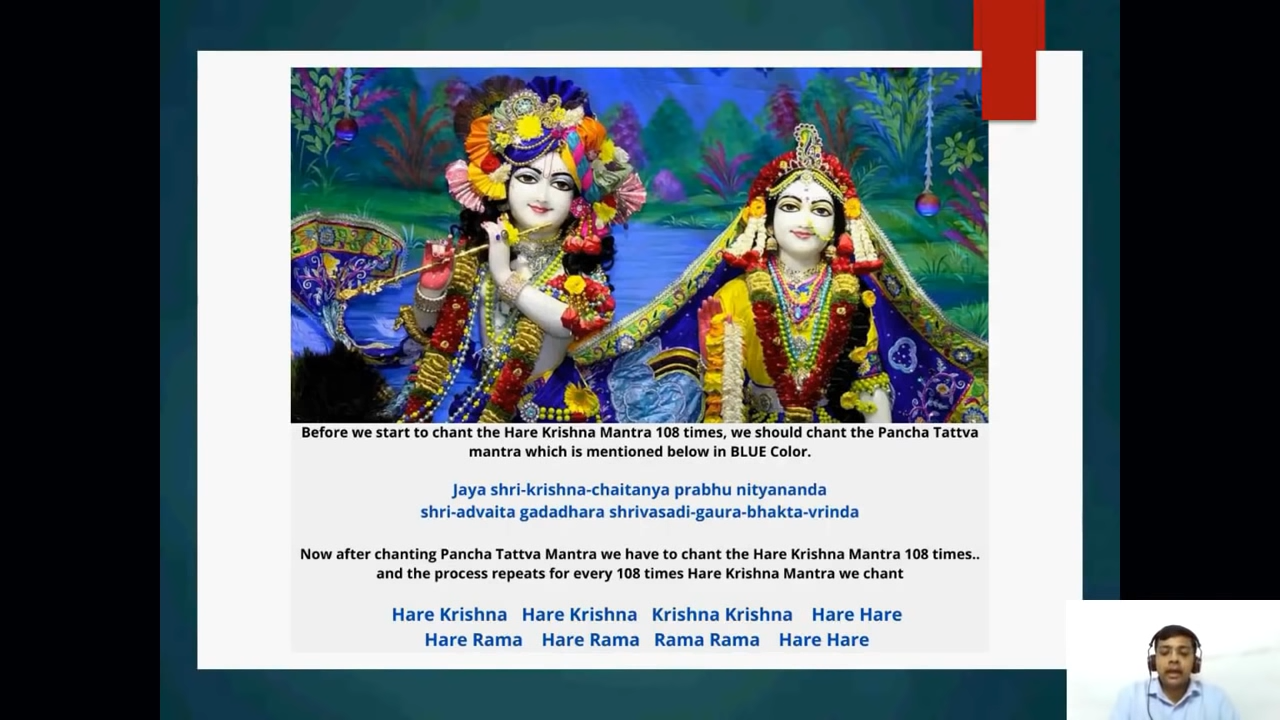 Before we start to chant the Hare Krishna Mantra 108 times, we should chant the Pancha Tattva
mantra which is mentioned below in BLUE Color.
Jaya shri-krishna-chaitanya prabhu nityananda
shri-advaita gadadhara shrivasadi-gaura-bhakta-vrinda
Now after chanting Pancha Tattva Mantra we have to chant the Hare Krishna Mantra 108 times..
and the process repeats for every 108 times Hare Krishna Mantra we chant
Hare Krishna Hare Krishna Krishna Krishna Hare Hare
Hare Rama Hare Rama Rama Rama Hare Hare